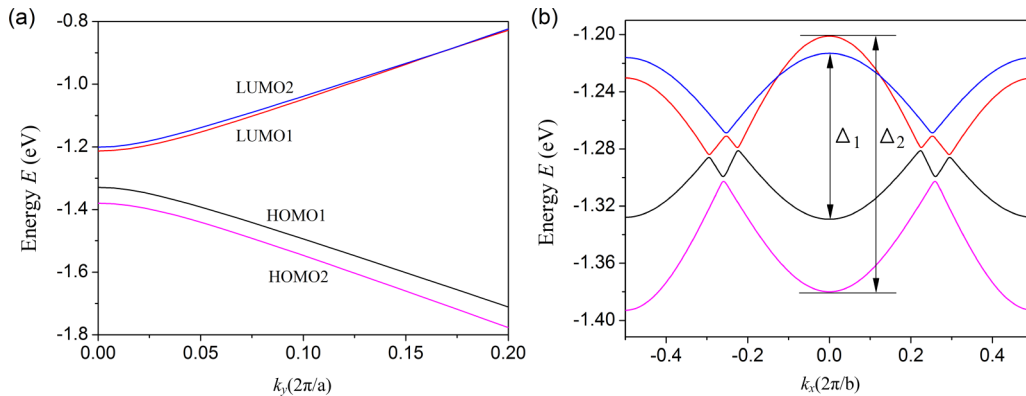 (a)
-0.8
-1.0
-1.2
-1.4
-1.6
-1.8
Energy E (eV)
LUMO2
LUMO1
HOMO1
HOMO2
0.00 0.05 0.10 0.15 0.20
k_y(2π/a)
(b)
-1.20
-1.24
-1.28
-1.32
-1.36
-1.40
Energy E (eV)
Δ₁ Δ₂
-0.4 -0.2 0.0 0.2 0.4
k_x(2π/b)